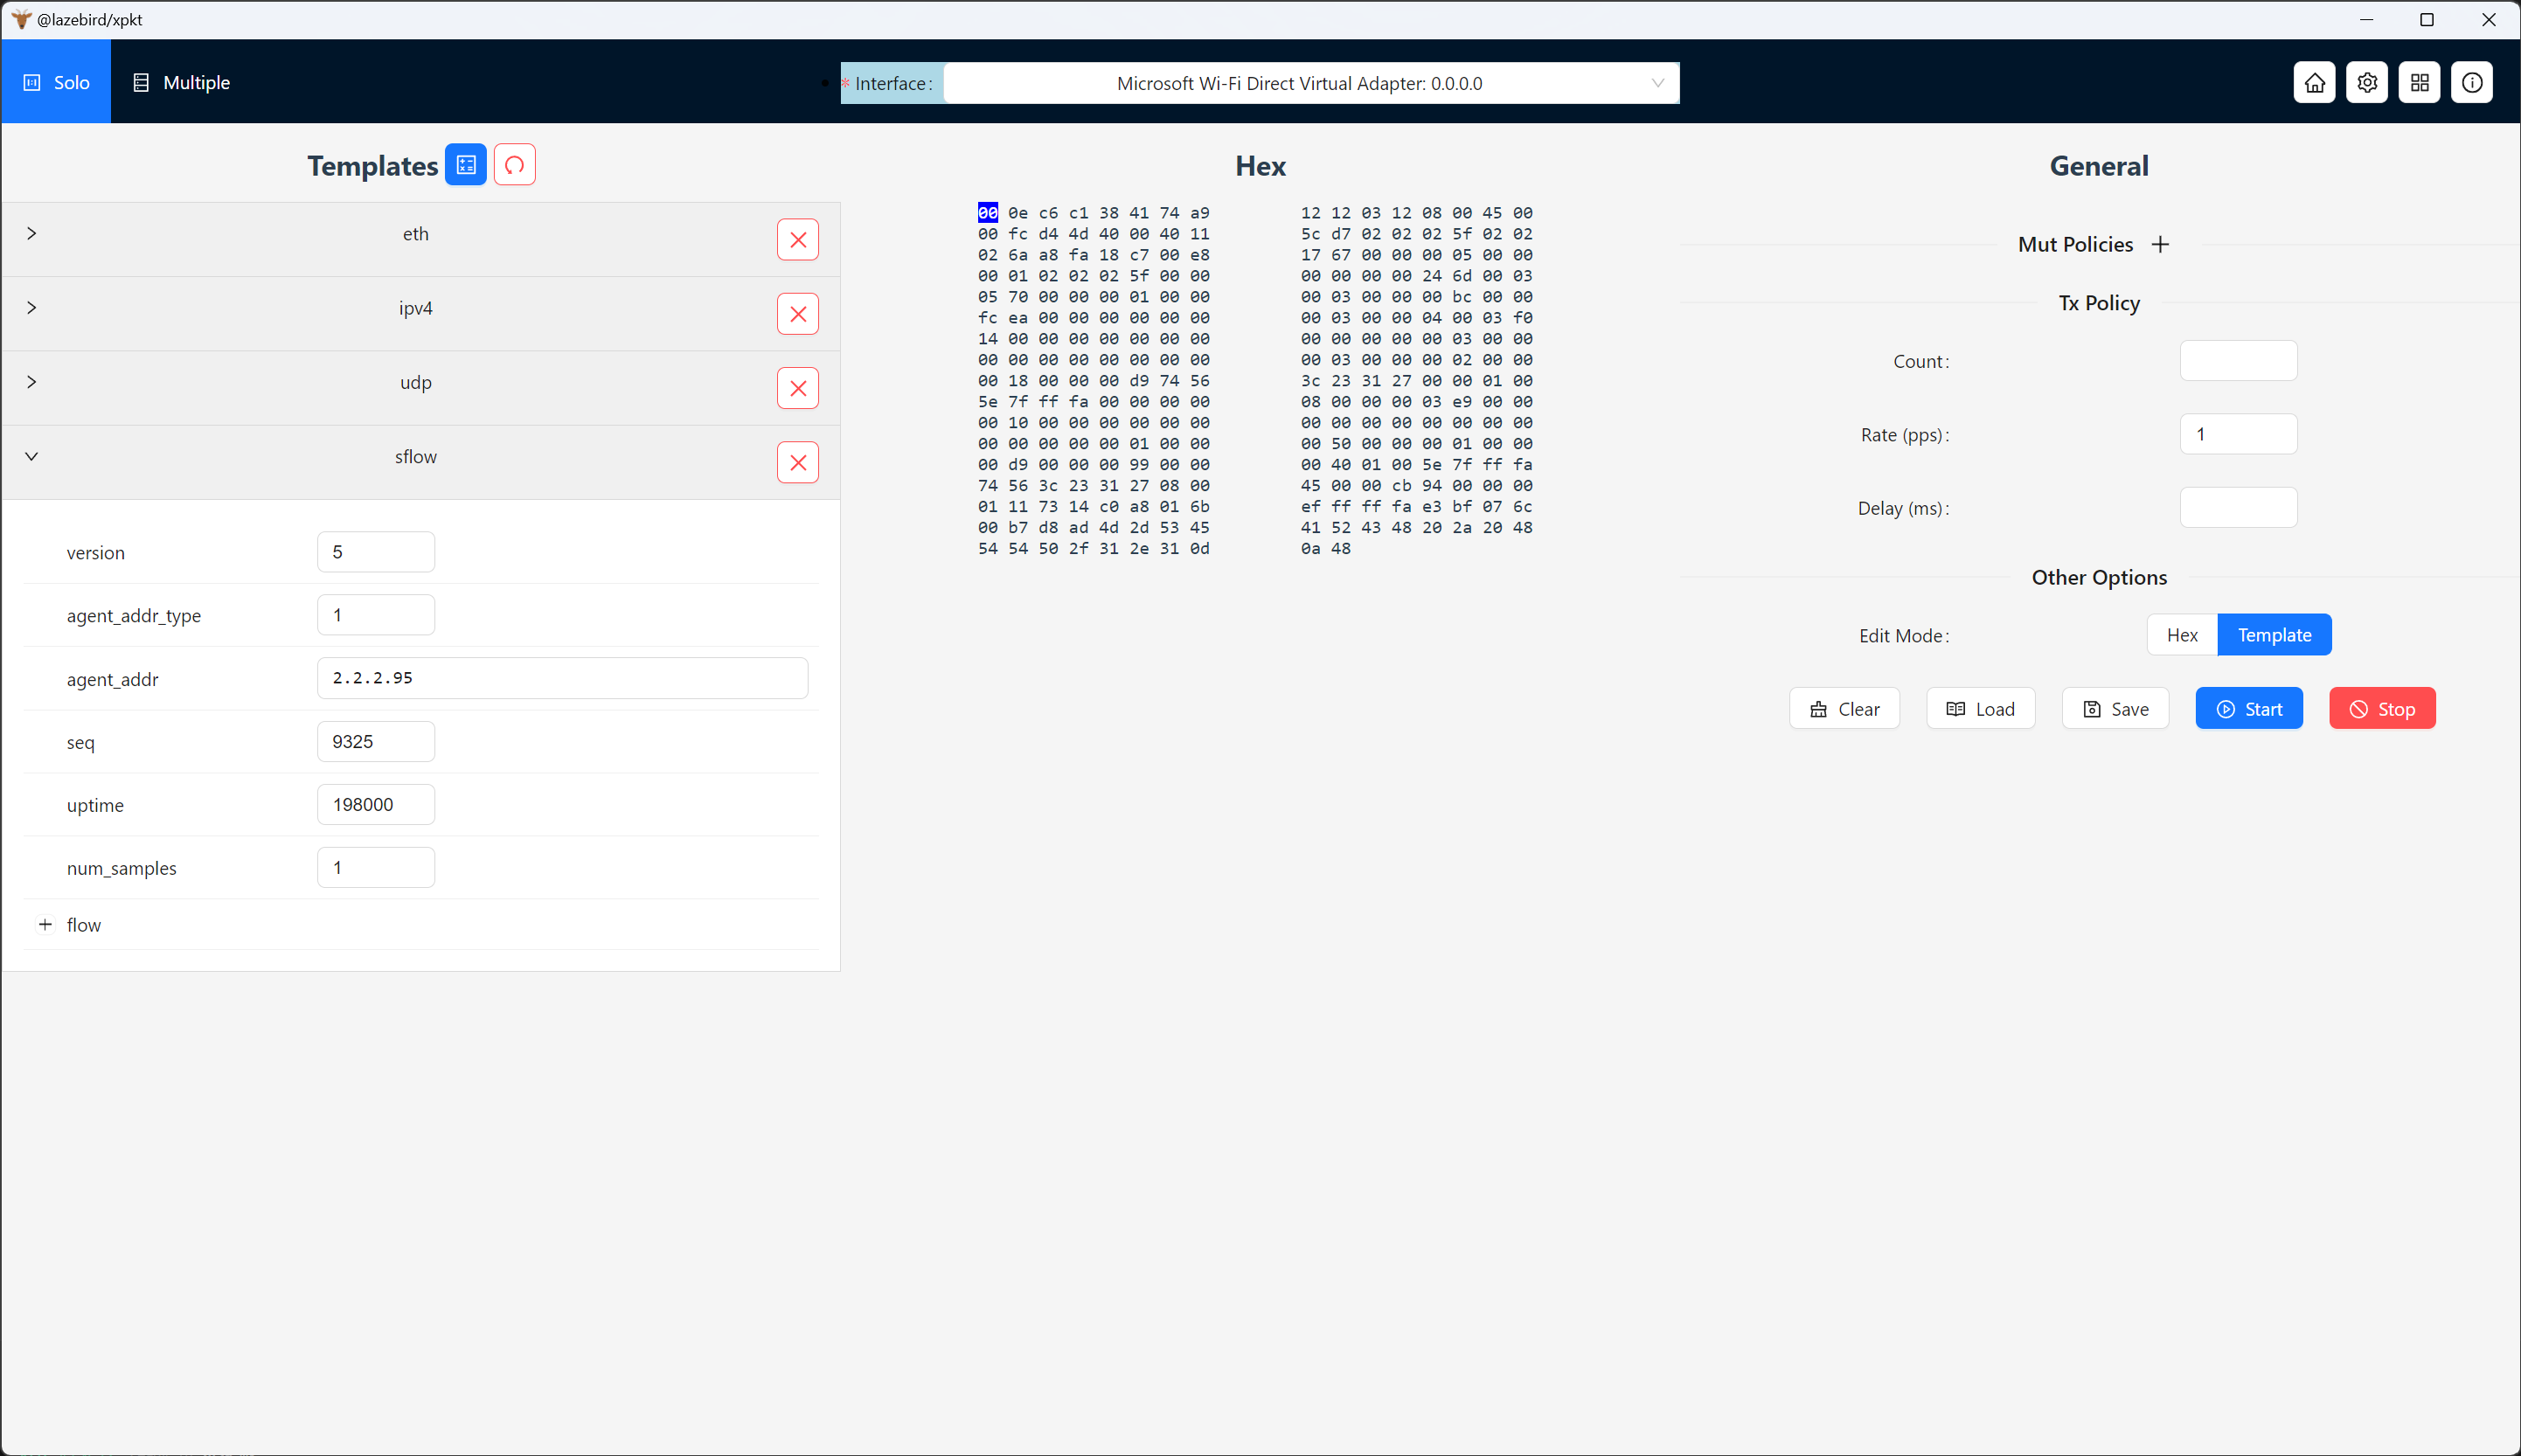 @lazebird/xpkt
Solo
Multiple
* Interface: Microsoft Wi-Fi Direct Virtual Adapter: 0.0.0.0
Templates
eth
ipv4
udp
sflow
version 5
agent_addr_type 1
agent_addr 2.2.2.95
seq 9325
uptime 198000
num_samples 1
flow
Hex
00 0e c6 c1 38 41 74 a9 12 12 03 12 08 00 45 00
00 fc d4 4d 40 00 40 11 5c d7 02 02 02 5f 02 02
02 6a a8 fa 18 c7 00 e8 17 67 00 00 00 05 00 00
00 01 02 02 02 5f 00 00 00 00 00 00 24 6d 00 03
05 70 00 00 00 01 00 00 00 03 00 00 00 bc 00 00
fc ea 00 00 00 00 00 00 00 03 00 00 04 00 03 f0
14 00 00 00 00 00 00 00 00 00 00 00 00 03 00 00
00 00 00 00 00 00 00 00 00 03 00 00 00 02 00 00
00 18 00 00 00 d9 74 56 3c 23 31 27 00 00 01 00
5e 7f ff fa 00 00 00 00 08 00 00 00 03 e9 00 00
00 10 00 00 00 00 00 00 00 00 00 00 00 00 00 00
00 00 00 00 00 01 00 00 00 50 00 00 00 01 00 00
00 d9 00 00 00 99 00 00 00 40 01 00 5e 7f ff fa
74 56 3c 23 31 27 08 00 45 00 00 cb 94 00 00 00
01 11 73 14 c0 a8 01 6b ef ff ff fa e3 bf 07 6c
00 b7 d8 ad 4d 2d 53 45 41 52 43 48 20 2a 20 48
54 54 50 2f 31 2e 31 0d 0a 48
General
Mut Policies
Tx Policy
Count:
Rate (pps): 1
Delay (ms):
Other Options
Edit Mode: Hex Template
Clear Load Save Start Stop